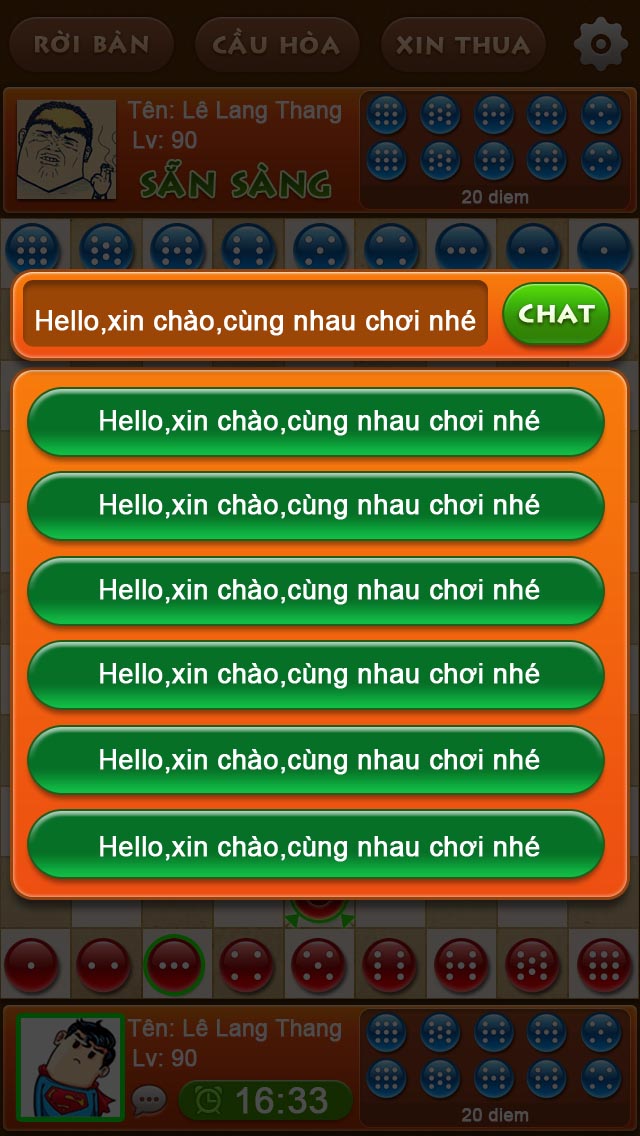 RỜI BÀN
CẦU HÒA
XIN THUA
Tên: Lê Lang Thang
Lv: 90
SẴN SÀNG
20 diem
Hello,xin chào,cùng nhau chơi nhé
CHAT
Hello,xin chào,cùng nhau chơi nhé
Hello,xin chào,cùng nhau chơi nhé
Hello,xin chào,cùng nhau chơi nhé
Hello,xin chào,cùng nhau chơi nhé
Hello,xin chào,cùng nhau chơi nhé
Hello,xin chào,cùng nhau chơi nhé
Tên: Lê Lang Thang
Lv: 90
16:33
20 diem